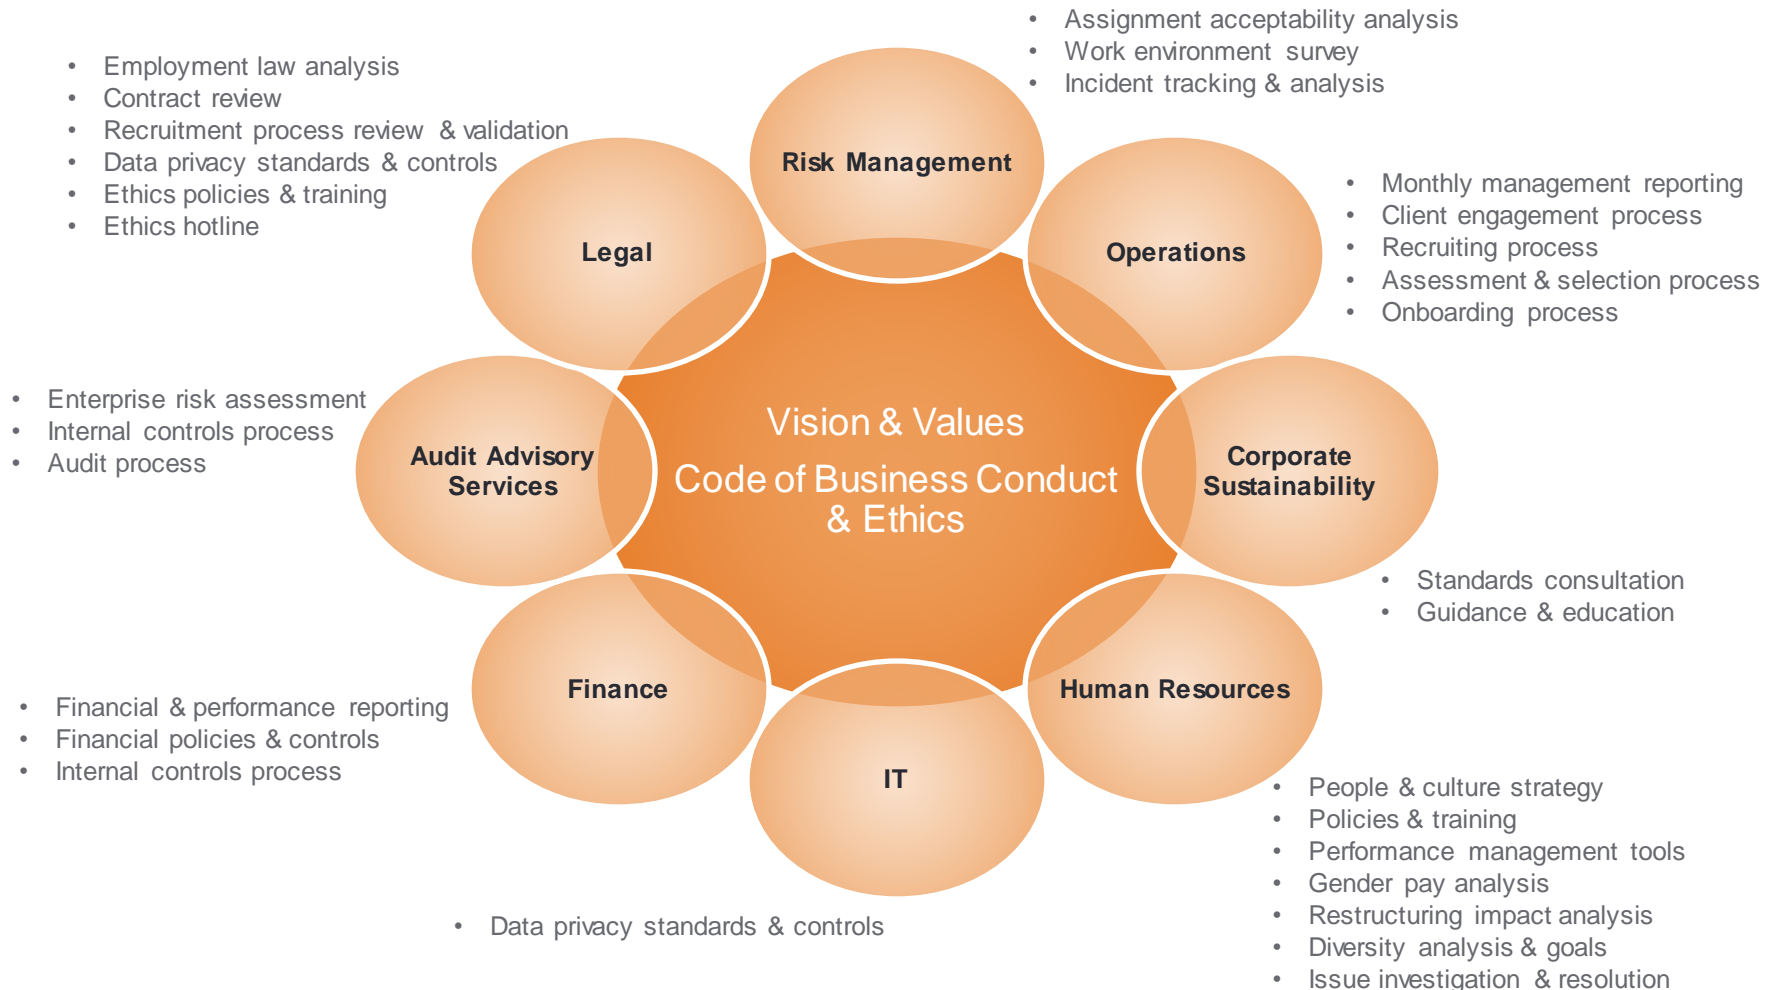 • Assignment acceptability analysis
• Work environment survey
• Incident tracking & analysis
• Employment law analysis
• Contract review
• Recruitment process review & validation
• Data privacy standards & controls
• Ethics policies & training
• Ethics hotline
Risk Management
Legal
Operations
• Monthly management reporting
• Client engagement process
• Recruiting process
• Assessment & selection process
• Onboarding process
• Enterprise risk assessment
• Internal controls process
• Audit process
Audit Advisory
Services
Vision & Values
Code of Business Conduct
& Ethics
Corporate
Sustainability
• Standards consultation
• Guidance & education
Finance
Human Resources
• Financial & performance reporting
• Financial policies & controls
• Internal controls process
IT
• People & culture strategy
• Policies & training
• Performance management tools
• Gender pay analysis
• Restructuring impact analysis
• Diversity analysis & goals
• Issue investigation & resolution
• Data privacy standards & controls